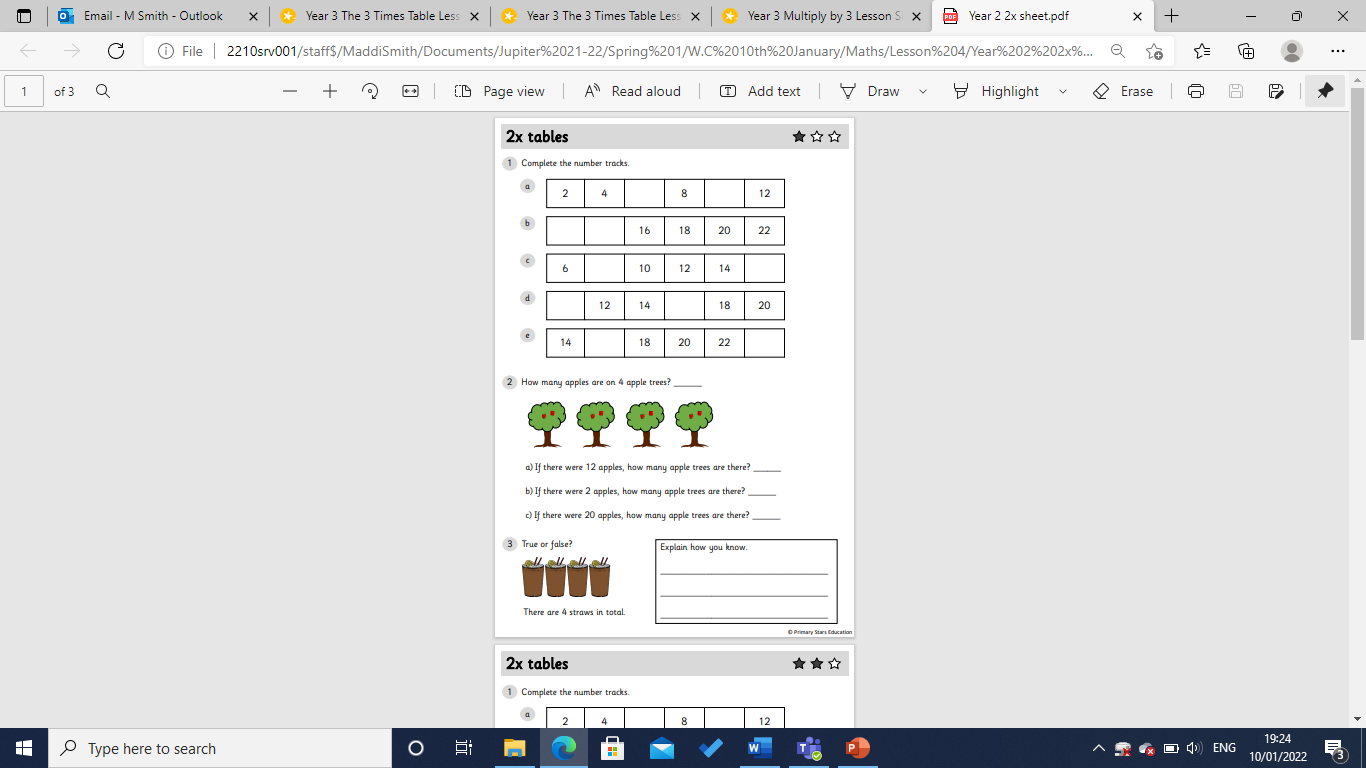 Email - M Smith - Outlook
Year 3 The 3 Times Table Less
Year 3 The 3 Times Table Less
Year 3 Multiply by 3 Lesson S
Year 2 2x sheet.pdf
File 2210srv001/staff$/MaddiSmith/Documents/Jupiter%2021-22/Spring%201/W.C%2010th%20January/Maths/Lesson%204/Year%202%202x%...
1 of 3 Page view Read aloud Add text Draw Highlight Erase
2x tables
1 Complete the number tracks.
a 2 4 8 12
b 16 18 20 22
c 6 10 12 14
d 12 14 18 20
e 14 18 20 22
2 How many apples are on 4 apple trees? ______
a) If there were 12 apples, how many apple trees are there? ______
b) If there were 2 apples, how many apple trees are there? ______
c) If there were 20 apples, how many apple trees are there? ______
3 True or false?
There are 4 straws in total.
Explain how you know.
© Primary Stars Education
2x tables
1 Complete the number tracks.
a 2 4 8 12
Type here to search
ENG
19:24
10/01/2022
3